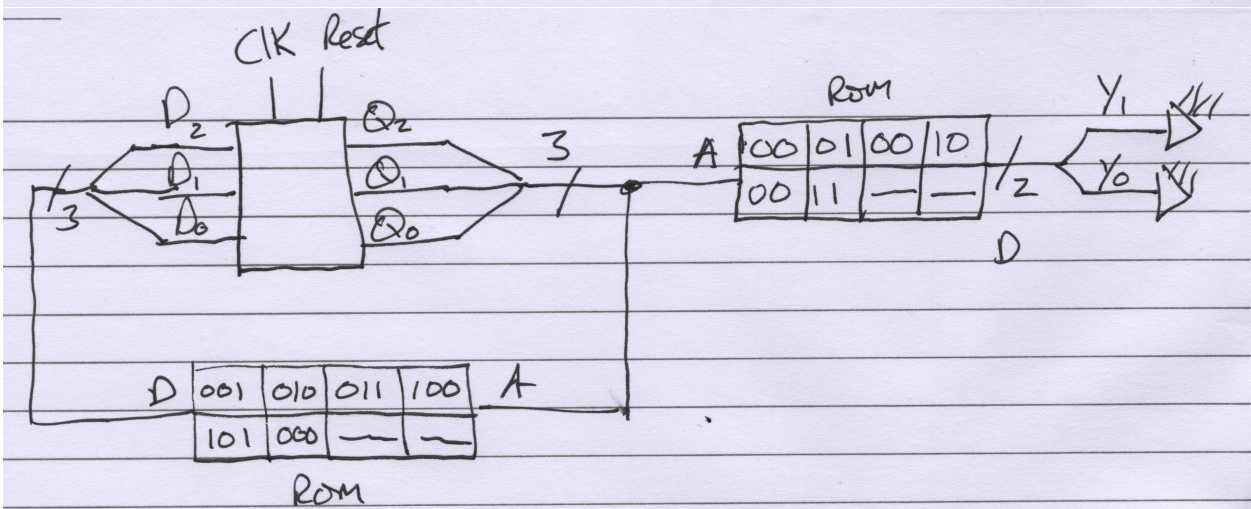 Clk Reset
D2 Q2
D1 Q1
D0 Q0
3
3
ROM
A 00 01 00 10
00 11 — —
2
D
Y1
Y0
D 001 010 011 100 A
101 000 — —
ROM